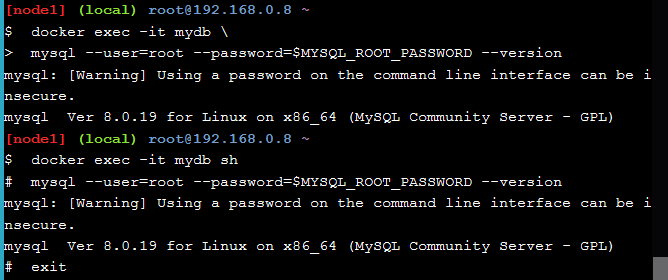 [node1] (local) root@192.168.0.8 ~
$ docker exec -it mydb \
> mysql --user=root --password=$MYSQL_ROOT_PASSWORD --version
mysql: [Warning] Using a password on the command line interface can be i
nsecure.
mysql  Ver 8.0.19 for Linux on x86_64 (MySQL Community Server - GPL)
[node1] (local) root@192.168.0.8 ~
$ docker exec -it mydb sh
# mysql --user=root --password=$MYSQL_ROOT_PASSWORD --version
mysql: [Warning] Using a password on the command line interface can be i
nsecure.
mysql  Ver 8.0.19 for Linux on x86_64 (MySQL Community Server - GPL)
# exit